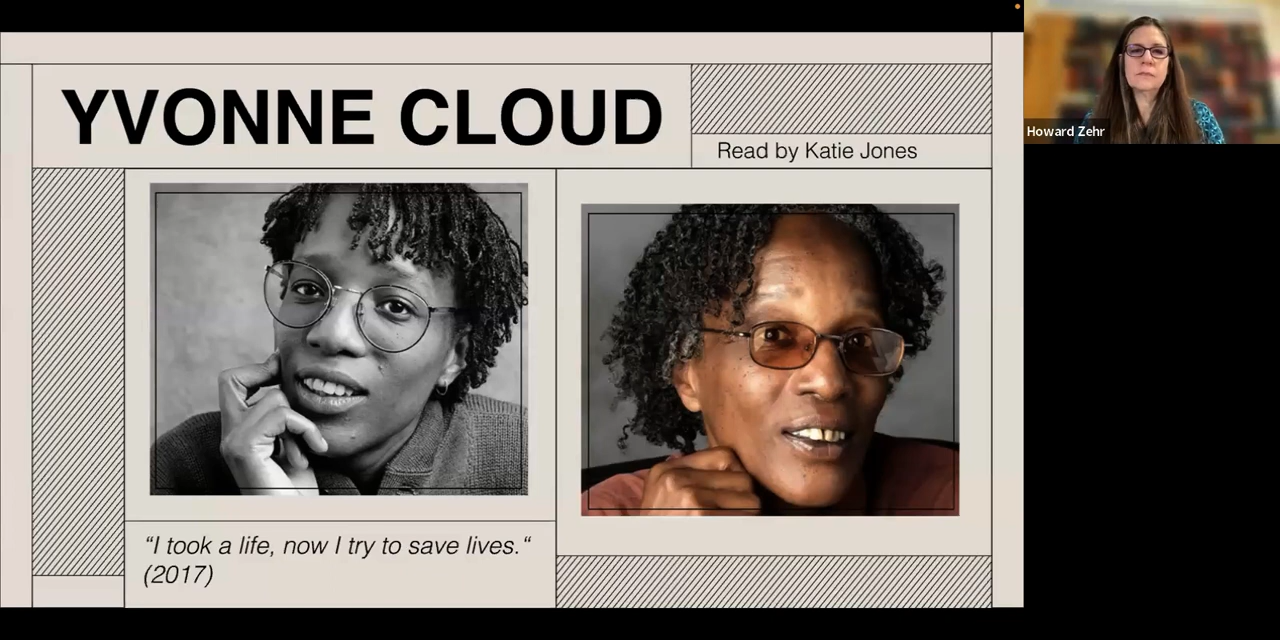 YVONNE CLOUD
Read by Katie Jones
Howard Zehr
“I took a life, now I try to save lives.“
(2017)